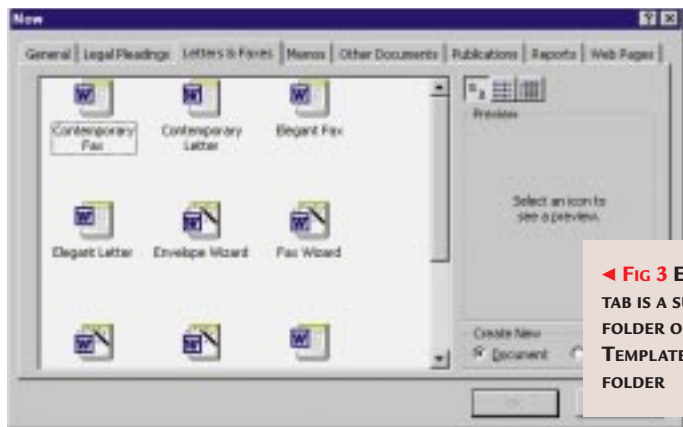 New
General Legal Pleadings Letters & Faxes Memos Other Documents Publications Reports Web Pages
Contemporary Fax
Contemporary Letter
Elegant Fax
Preview
Select an icon to
see a preview.
Elegant Letter
Envelope Wizard
Fax Wizard
Create New
Document
◄ FIG 3 E
TAB IS A S
FOLDER O
TEMPLATE
FOLDER